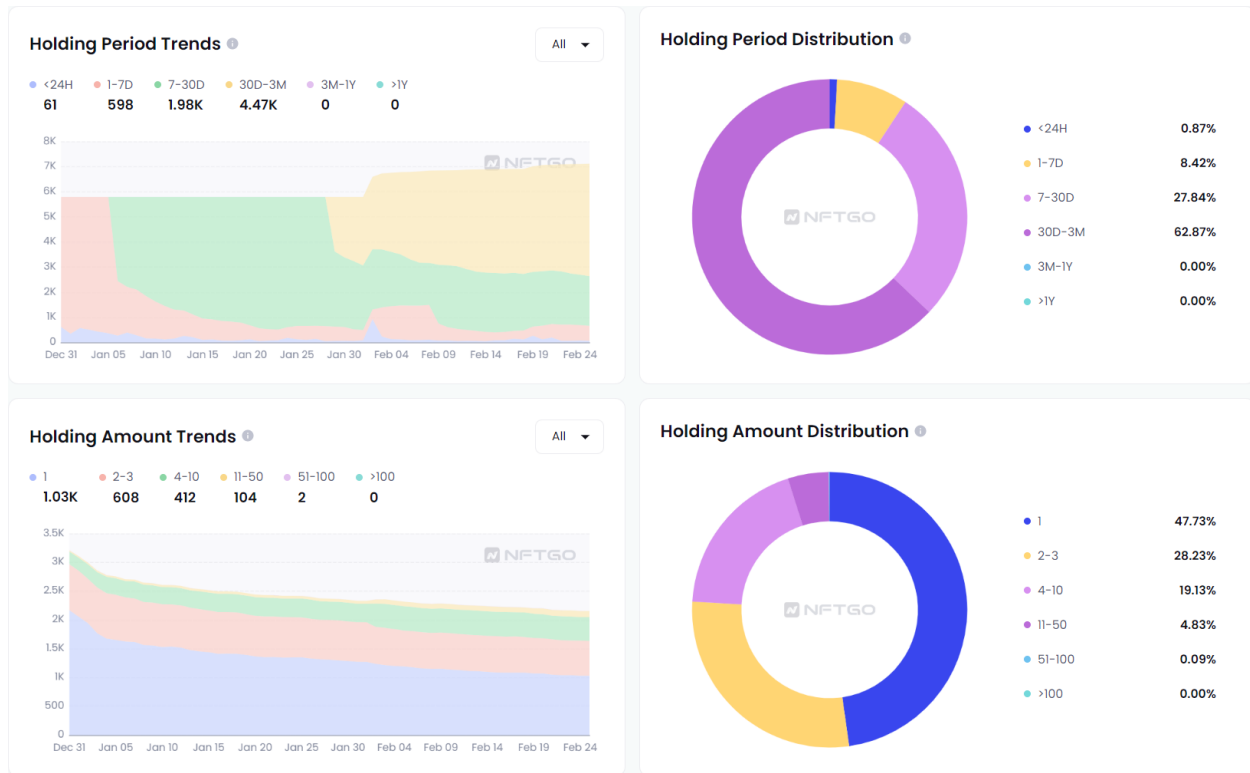 Holding Period Trends
All
<24H 1-7D 7-30D 30D-3M 3M-1Y >1Y
61 598 1.98K 4.47K 0 0
8K
7K
6K
5K
4K
3K
2K
1K
0
NFTGO
Dec 31 Jan 05 Jan 10 Jan 15 Jan 20 Jan 25 Jan 30 Feb 04 Feb 09 Feb 14 Feb 19 Feb 24
Holding Period Distribution
NFTGO
<24H 0.87%
1-7D 8.42%
7-30D 27.84%
30D-3M 62.87%
3M-1Y 0.00%
>1Y 0.00%
Holding Amount Trends
All
1 2-3 4-10 11-50 51-100 >100
1.03K 608 412 104 2 0
3.5K
3K
2.5K
2K
1.5K
1K
500
0
NFTGO
Dec 31 Jan 05 Jan 10 Jan 15 Jan 20 Jan 25 Jan 30 Feb 04 Feb 09 Feb 14 Feb 19 Feb 24
Holding Amount Distribution
NFTGO
1 47.73%
2-3 28.23%
4-10 19.13%
11-50 4.83%
51-100 0.09%
>100 0.00%